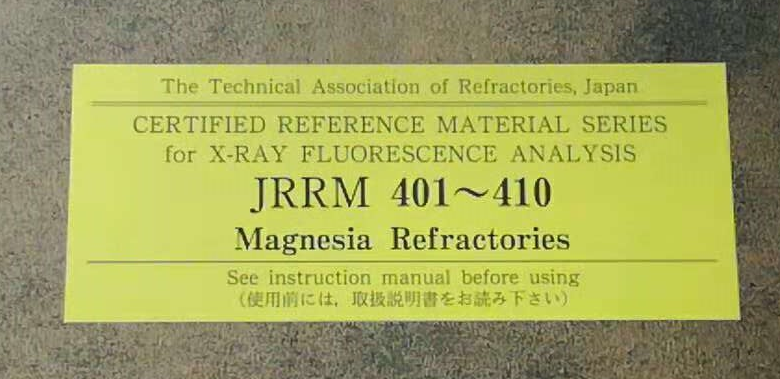 The Technical Association of Refractories, Japan
CERTIFIED REFERENCE MATERIAL SERIES
for X-RAY FLUORESCENCE ANALYSIS
JRRM 401～410
Magnesia Refractories
See instruction manual before using
（使用前には，取扱説明書をお読み下さい）